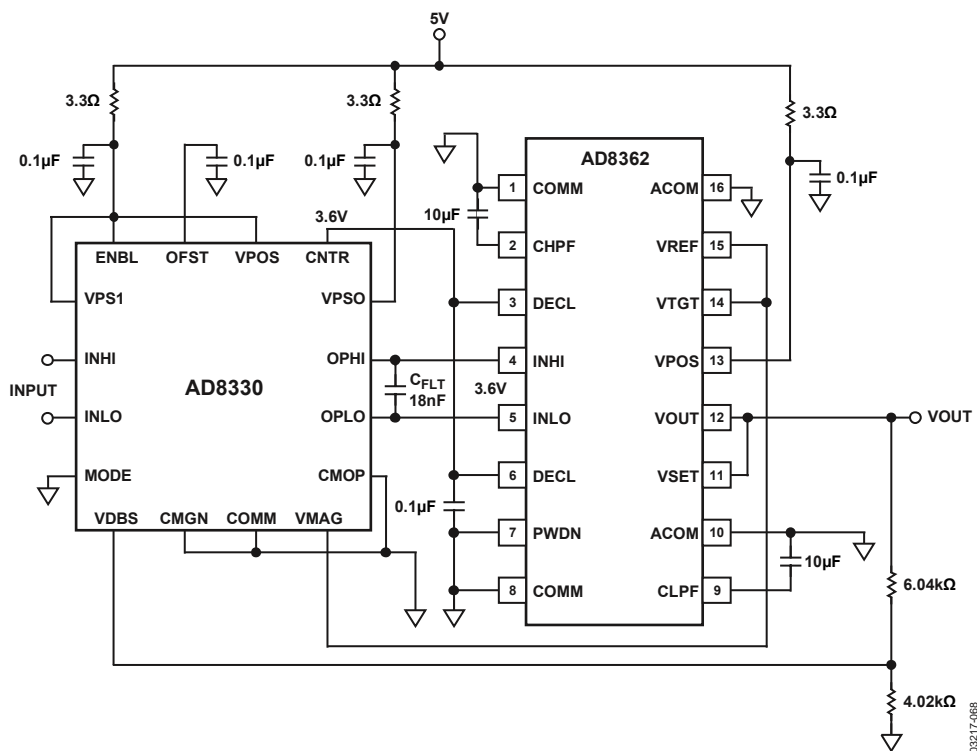 5V
3.3Ω
3.3Ω
3.3Ω
0.1µF
0.1µF
0.1µF
0.1µF
3.6V
10µF
AD8362
1 COMM ACOM 16
2 CHPF VREF 15
3 DECL VTGT 14
4 INHI VPOS 13
5 INLO VOUT 12
6 DECL VSET 11
7 PWDN ACOM 10
8 COMM CLPF 9
ENBL OFST VPOS CNTR
VPS1 VPSO
INHI OPHI
INPUT
AD8330
CFLT
18nF
3.6V
INLO OPLO
MODE CMOP
VDBS CMGN COMM VMAG
0.1µF
VOUT
10µF
6.04kΩ
4.02kΩ
03217-068